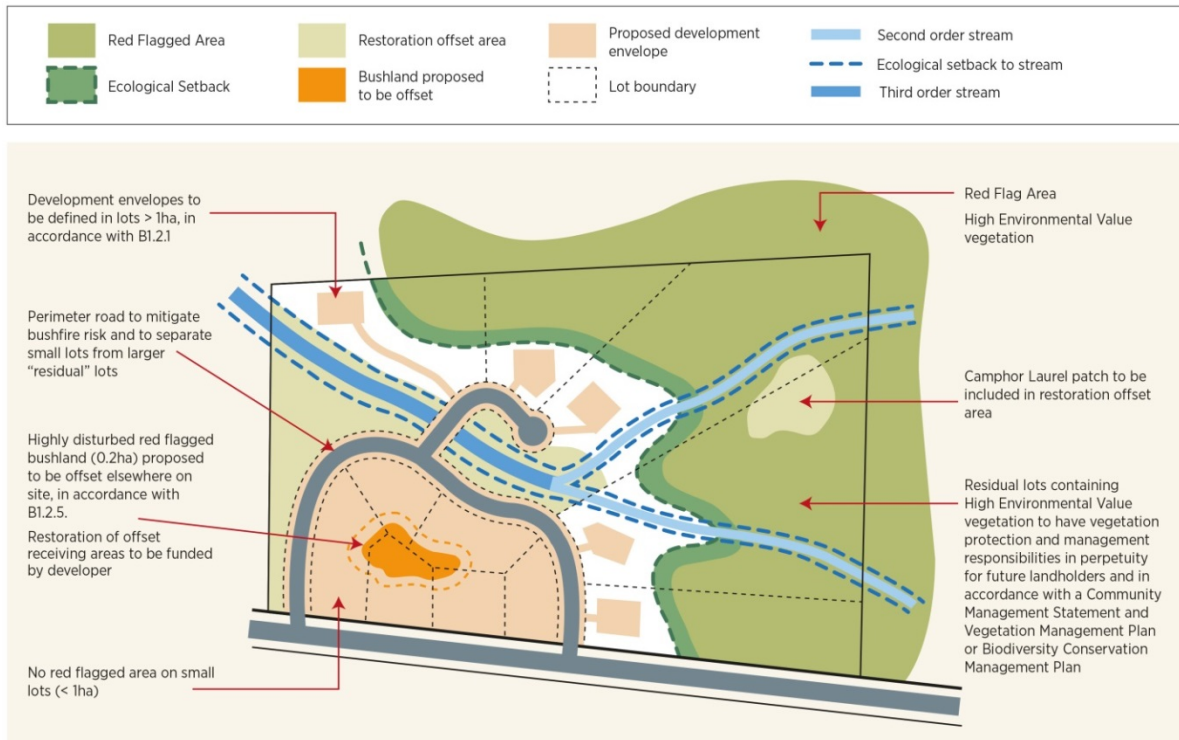 Red Flagged Area
Ecological Setback
Restoration offset area
Bushland proposed
to be offset
Proposed development
envelope
Lot boundary
Second order stream
Ecological setback to stream
Third order stream
Development envelopes to
be defined in lots > 1ha, in
accordance with B1.2.1
Perimeter road to mitigate
bushfire risk and to separate
small lots from larger
“residual” lots
Highly disturbed red flagged
bushland (0.2ha) proposed
to be offset elsewhere on
site, in accordance with
B1.2.5.
Restoration of offset
receiving areas to be funded
by developer
No red flagged area on small
lots (< 1ha)
Red Flag Area
High Environmental Value
vegetation
Camphor Laurel patch to be
included in restoration offset
area
Residual lots containing
High Environmental Value
vegetation to have vegetation
protection and management
responsibilities in perpetuity
for future landholders and in
accordance with a Community
Management Statement and
Vegetation Management Plan
or Biodiversity Conservation
Management Plan